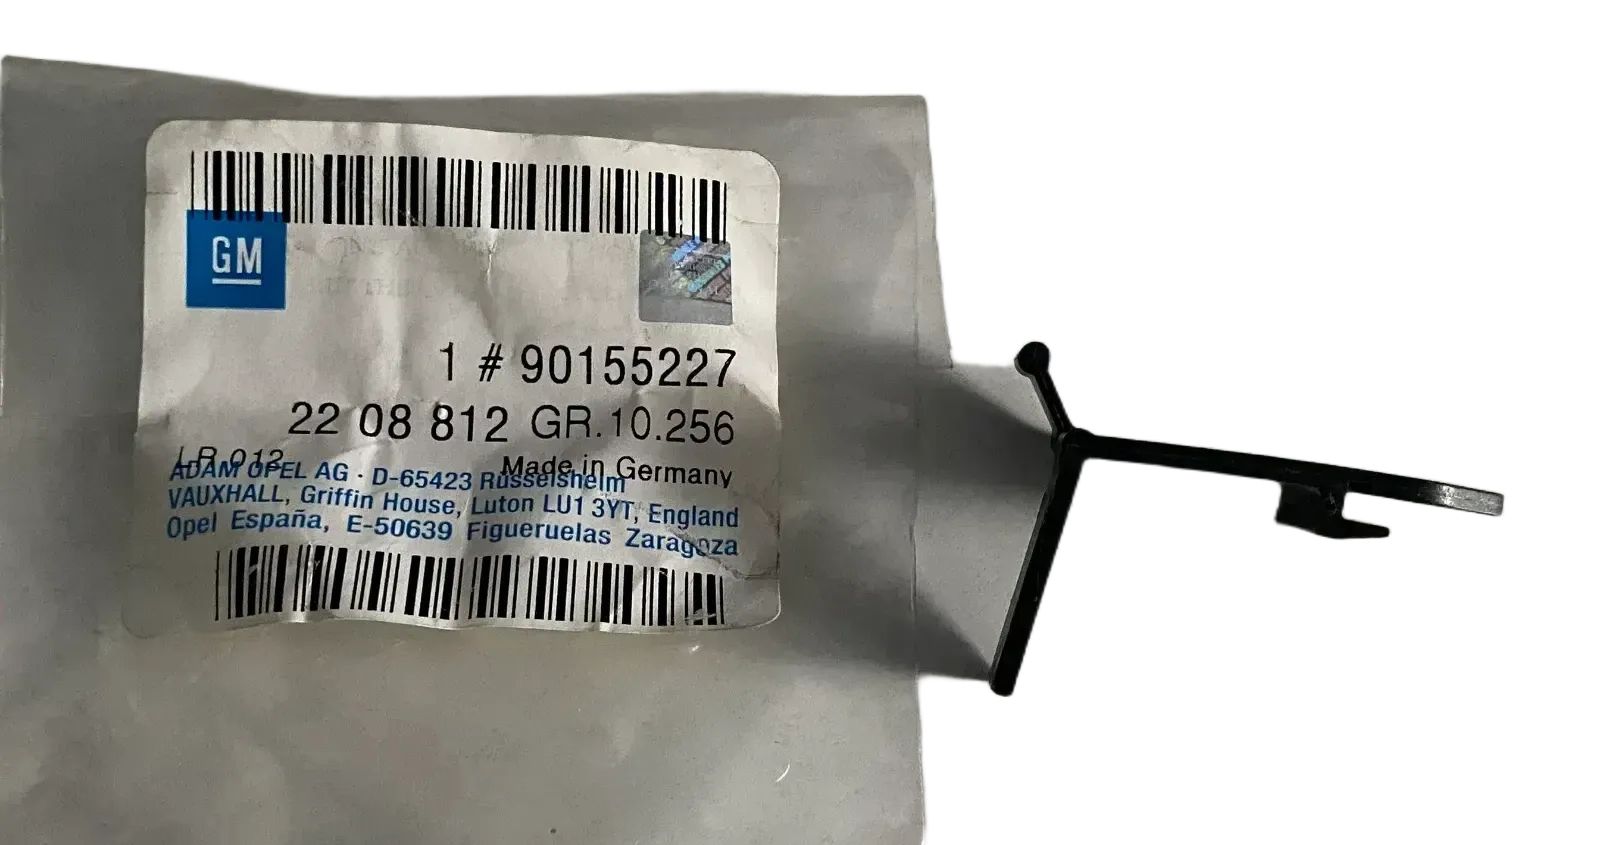 GM
1 # 90155227
22 08 812 GR.10.256
LR 012 Made in Germany
ADAM OPEL AG · D-65423 Rüsselsheim
VAUXHALL, Griffin House, Luton LU1 3YT, England
Opel España, E-50639 Figueruelas Zaragoza